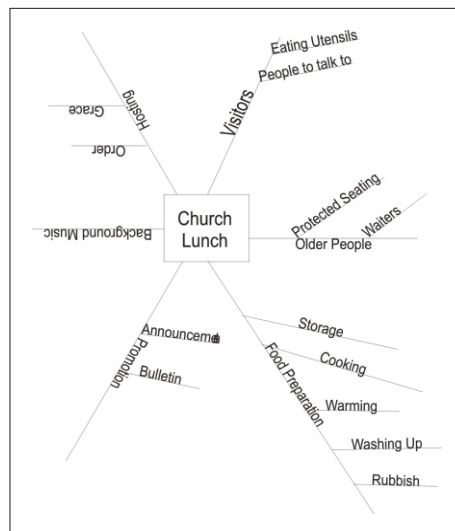 Eating Utensils
People to talk to
Visitors
Hosting
Grace
Order
Church
Lunch
Protected Seating
Waiters
Older People
Background Music
Storage
Announceme
Promotion
Bulletin
Food Preparation
Cooking
Warming
Washing Up
Rubbish